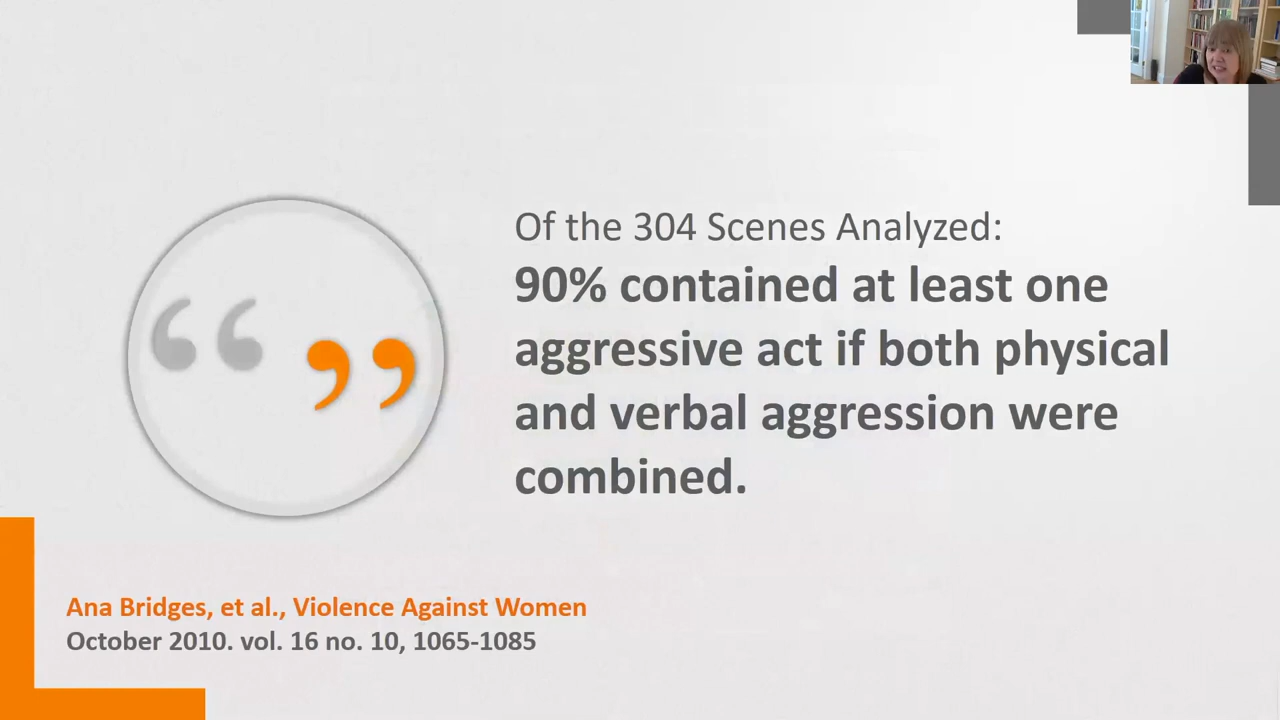 Of the 304 Scenes Analyzed:
90% contained at least one
aggressive act if both physical
and verbal aggression were
combined.
Ana Bridges, et al., Violence Against Women
October 2010. vol. 16 no. 10, 1065-1085